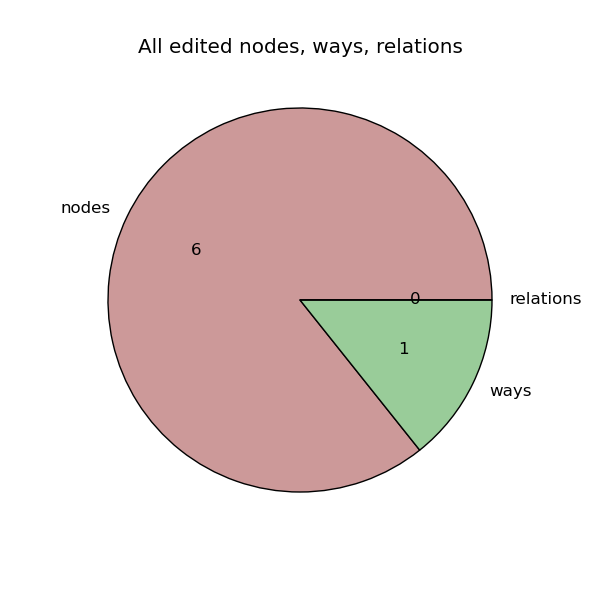 All edited nodes, ways, relations
nodes
6
0
relations
1
ways